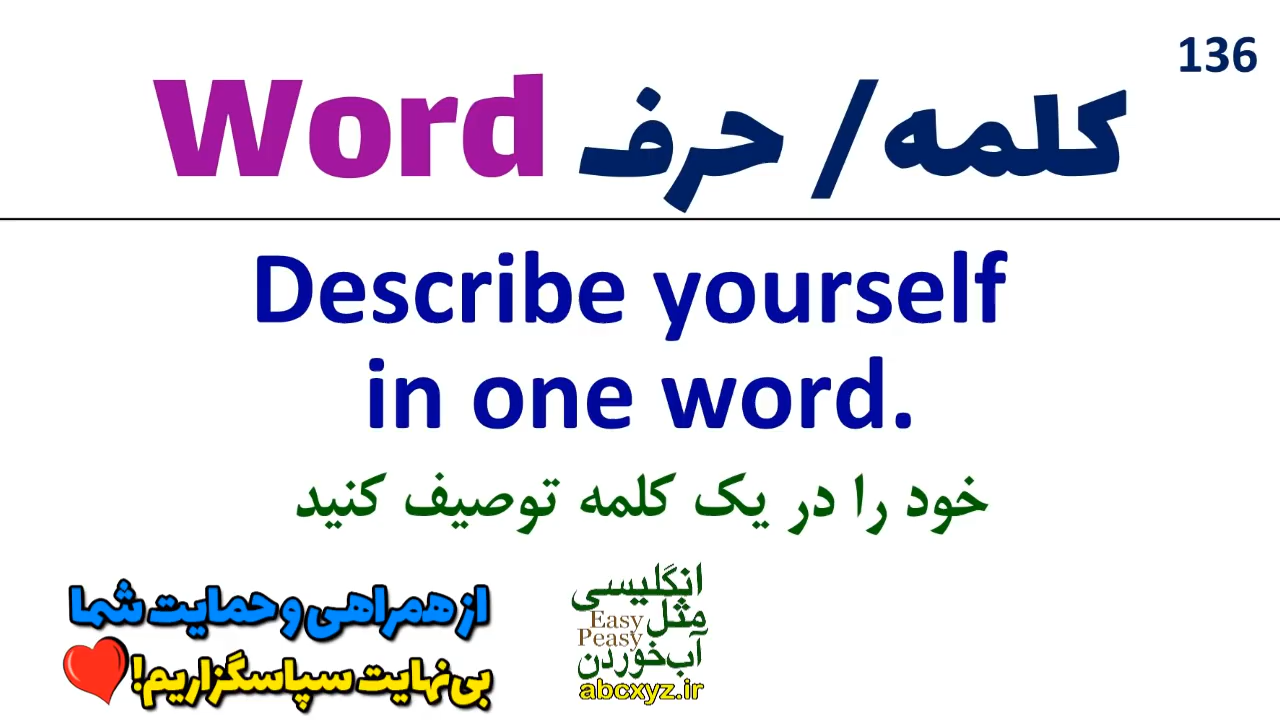 136
Word کلمه / حرف
Describe yourself
in one word.
خود را در یک کلمه توصیف کنید
از همراهی و حمایت شما
بی‌نهایت سپاسگزاریم!
انگلیسی
مثل Easy
Peasy
آب‌خوردن
abcxyz.ir